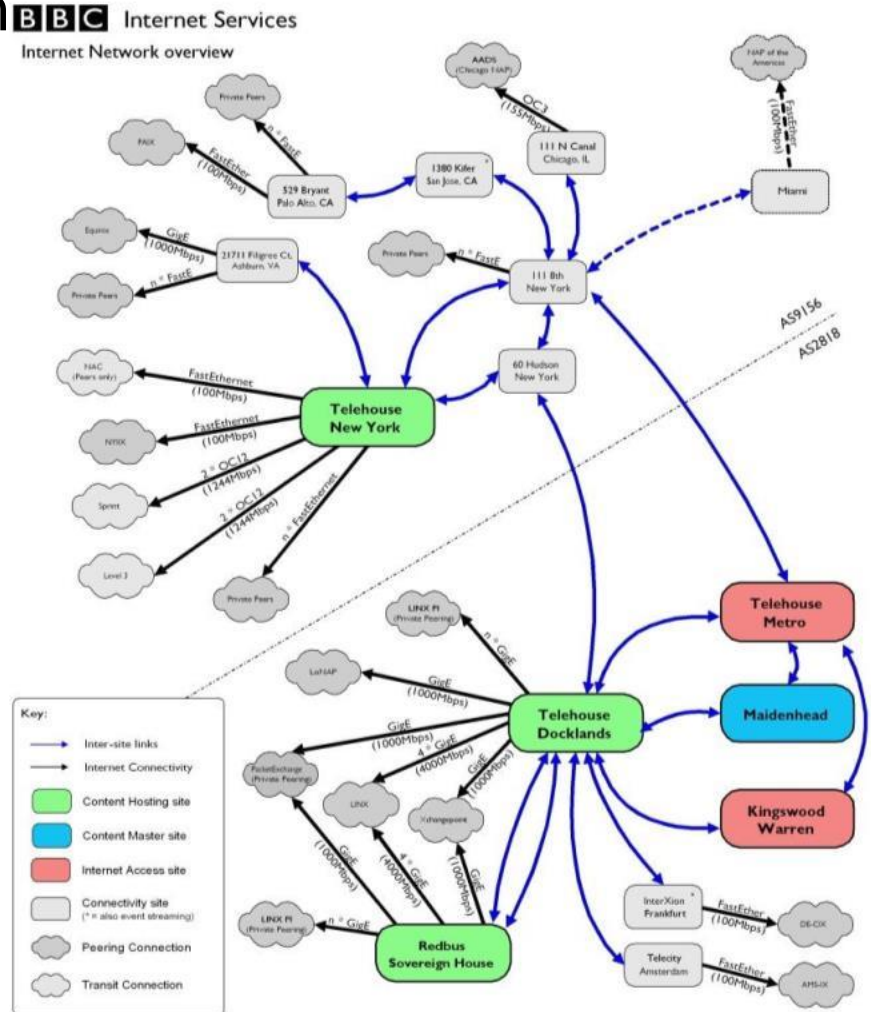 BBC Internet Services
Internet Network overview
AADS
(Chicago NAP)
NAP of the
Americas
Private Peers
OC3
(155Mbps)
FastEther
(100Mbps)
n * FastE
PAIX
FastEther
(100Mbps)
111 N Canal
Chicago, IL
1380 Kifer *
San Jose, CA
529 Bryant
Palo Alto, CA
Miami
Equinix
GigE
(1000Mbps)
21711 Filigree Ct,
Ashburn, VA
Private Peers
n * FastE
111 8th
New York
Private Peers
n * FastE
AS9156
AS2818
60 Hudson
New York
NAC
(Peers only)
FastEthernet
(100Mbps)
Telehouse
New York
NYIIX
FastEthernet
(100Mbps)
Sprint
2 * OC12
(1244Mbps)
Level 3
2 * OC12
(1244Mbps)
n * FastEthernet
Private Peers
LINX PI
(Private Peering)
n * GigE
Telehouse
Metro
LoNAP
GigE
(1000Mbps)
Telehouse
Docklands
Maidenhead
GigE
(1000Mbps)
4 * GigE
(4000Mbps)
GigE
(1000Mbps)
PacketExchange
(Private Peering)
LINX
Xchangepoint
Kingswood
Warren
GigE
(1000Mbps)
4 * GigE
(4000Mbps)
GigE
(1000Mbps)
LINX PI
(Private Peering)
n * GigE
Redbus
Sovereign House
InterXion *
Frankfurt
FastEther
(100Mbps)
DE-CIX
Telecity
Amsterdam
FastEther
(100Mbps)
AMS-IX
Key:
Inter-site links
Internet Connectivity
Content Hosting site
Content Master site
Internet Access site
Connectivity site
(* = also event streaming)
Peering Connection
Transit Connection